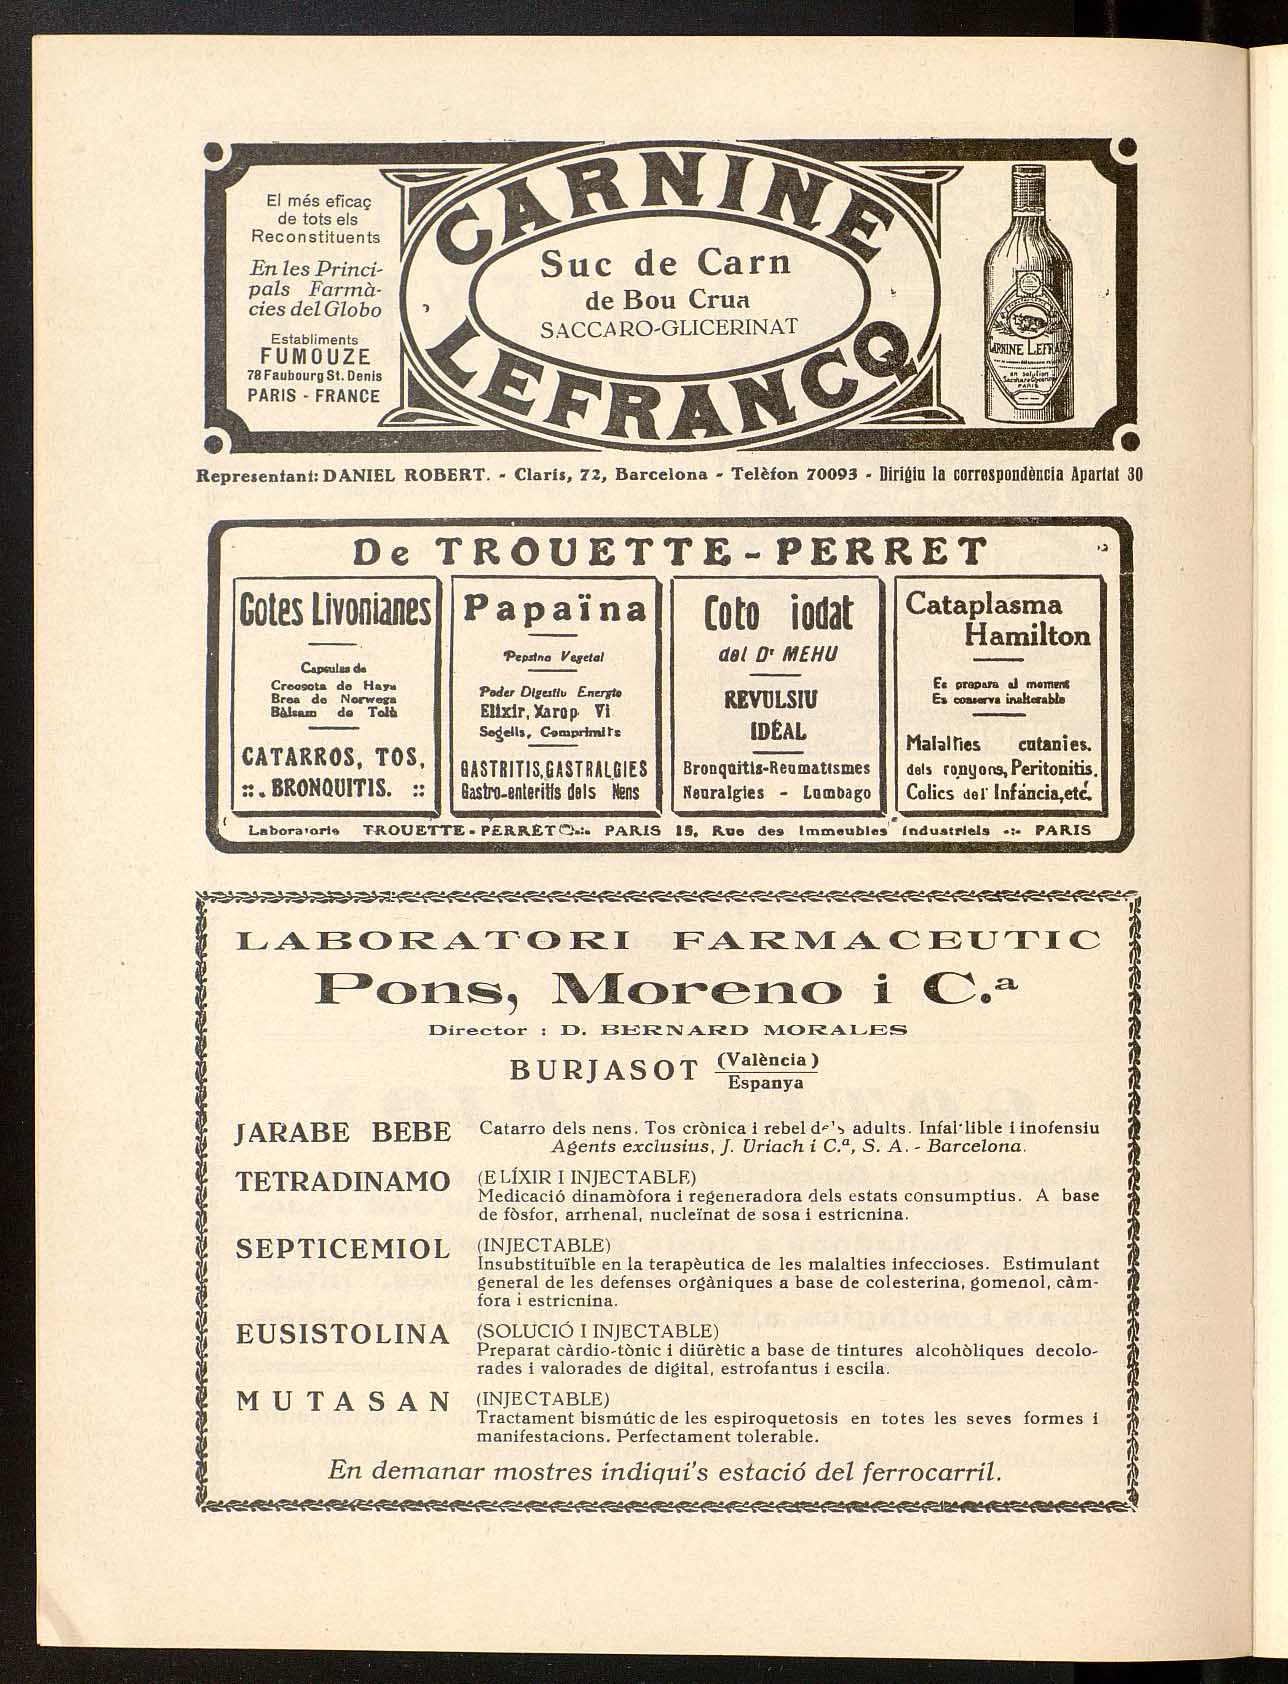 El més eficaç
de tots els
Reconstituents
En les Princi-
pals Farmà-
cies del Globo
Establiments
FUMOUZE
78 Faubourg St. Denis
PARIS - FRANCE
CARNINE
Suc de Carn
de Bou Crua
SACCARO-GLICERINAT
LEFRANCQ
CARNINE LEFRAN
PARIS
Representant: DANIEL ROBERT. - Claris, 72, Barcelona - Telèfon 70093 - Dirigiu la correspondència Apartat 30
De TROUETTE-PERRET
Gotes Livonianes
Capsulas de
Creosota de Haya
Brea de Norwega
Bàlsam de Tolù
CATARROS, TOS,
::. BRONQUITIS. ::
Papaïna
Pepsina Vegetal
Poder Digestiu Energic
Elixir, Xarop Vi
Segells, Comprimits
GASTRITIS, GASTRALGIES
Gastro-enteritis dels Nens
Coto iodat
del Dr MEHU
REVULSIU
IDÉAL
Bronquitis-Reumatismes
Neuralgies - Lumbago
Cataplasma
Hamilton
Es prepara al moment
Es conserva inalterable
Malalties cutanies.
dels ronyons, Peritonitis.
Colics del' Infáncia, etc.
Laboratoris TROUETTE-PERRET -:- PARIS 15, Rue des Immeubles Industriels -:- PARIS
LABORATORI FARMACEUTIC
Pons, Moreno i C.a
Director : D. BERNARD MORALES
BURJASOT (València)
Espanya
JARABE BEBE Catarro dels nens. Tos crònica i rebel de's adults. Infal·lible i inofensiu
Agents exclusius, J. Uriach i C.a, S. A. - Barcelona.
TETRADINAMO (ELÍXIR I INJECTABLE)
Medicació dinamòfora i regeneradora dels estats consumptius. A base
de fòsfor, arrhenal, nucleïnat de sosa i estricnina.
SEPTICEMIOL (INJECTABLE)
Insubstituïble en la terapèutica de les malalties infeccioses. Estimulant
general de les defenses orgàniques a base de colesterina, gomenol, càm-
fora i estricnina.
EUSISTOLINA (SOLUCIÓ I INJECTABLE)
Preparat càrdio-tònic i diürètic a base de tintures alcohòliques decolo-
rades i valorades de digital, estrofantus i escila.
MUTASAN (INJECTABLE)
Tractament bismútic de les espiroquetosis en totes les seves formes i
manifestacions. Perfectament tolerable.
En demanar mostres indiqui's estació del ferrocarril.